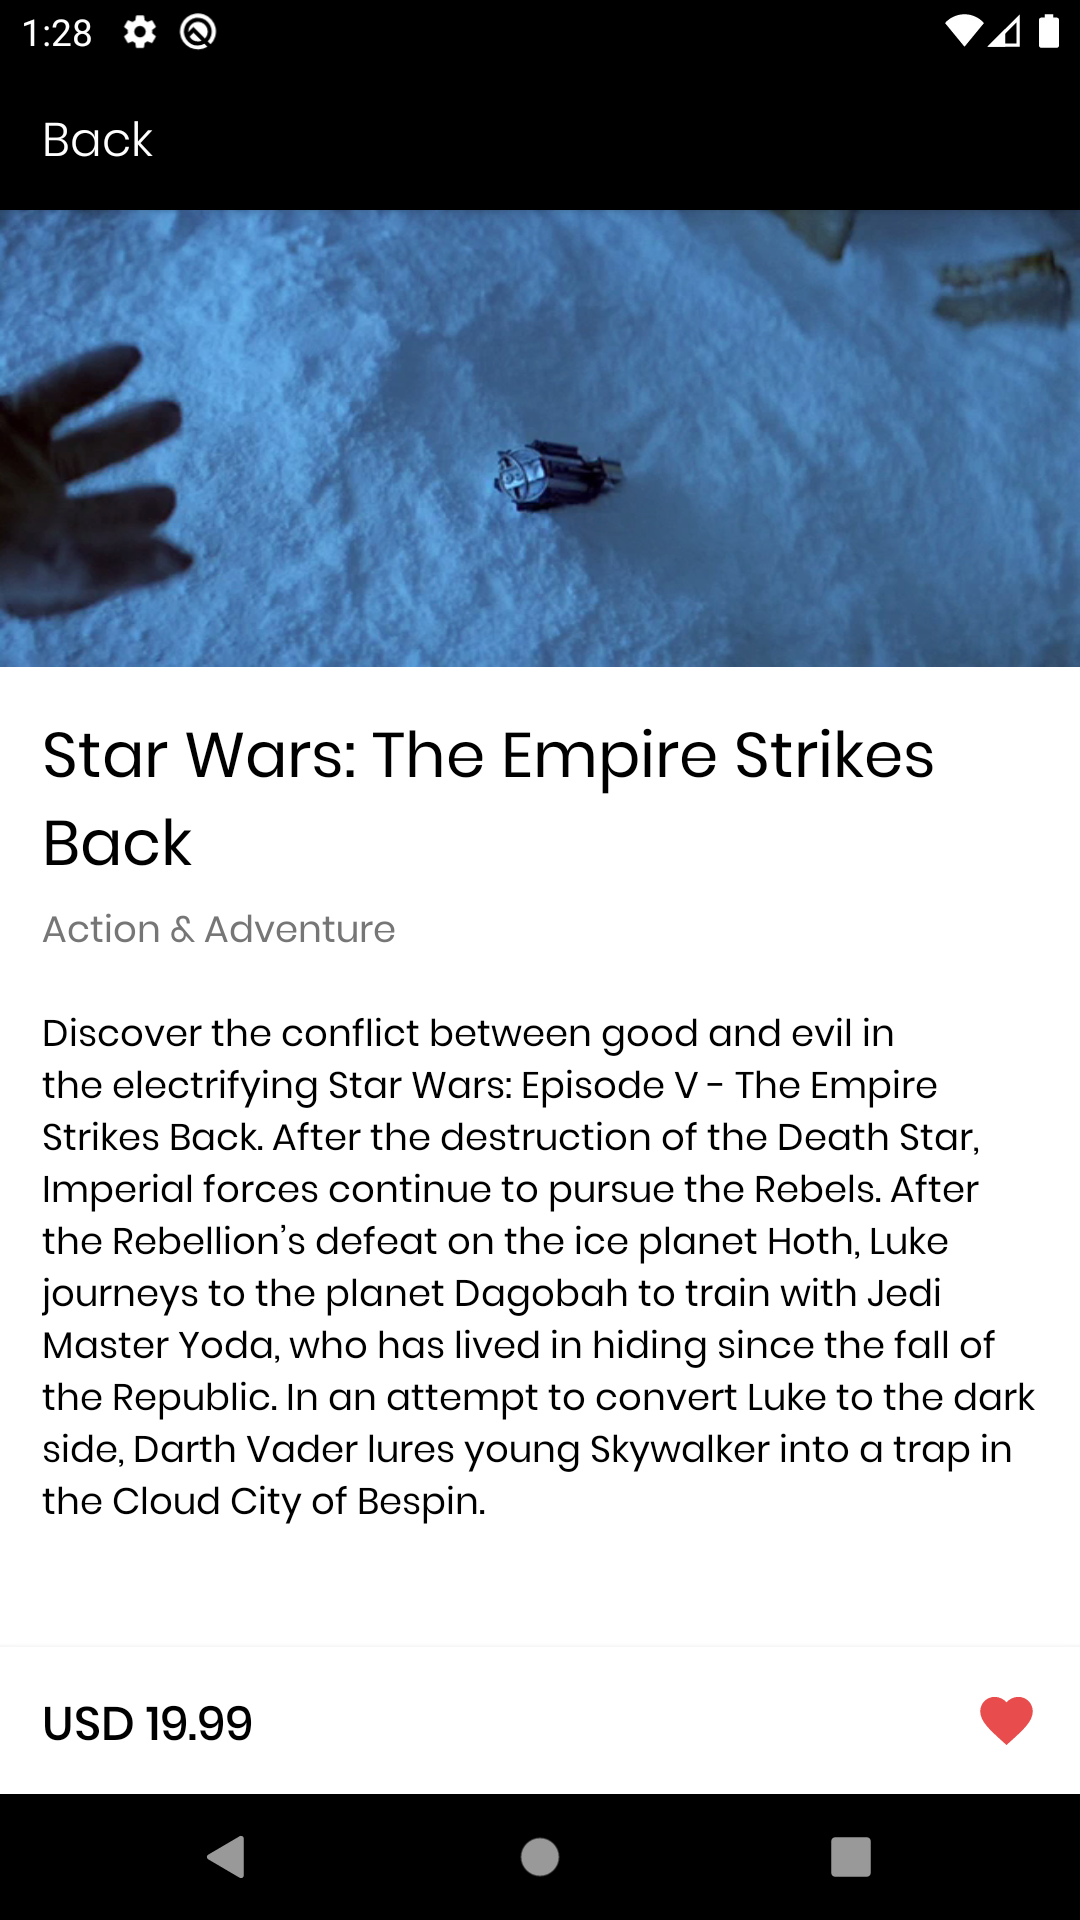 1:28
Back
Star Wars: The Empire Strikes
Back
Action & Adventure
Discover the conflict between good and evil in
the electrifying Star Wars: Episode V - The Empire
Strikes Back. After the destruction of the Death Star,
Imperial forces continue to pursue the Rebels. After
the Rebellion’s defeat on the ice planet Hoth, Luke
journeys to the planet Dagobah to train with Jedi
Master Yoda, who has lived in hiding since the fall of
the Republic. In an attempt to convert Luke to the dark
side, Darth Vader lures young Skywalker into a trap in
the Cloud City of Bespin.
USD 19.99